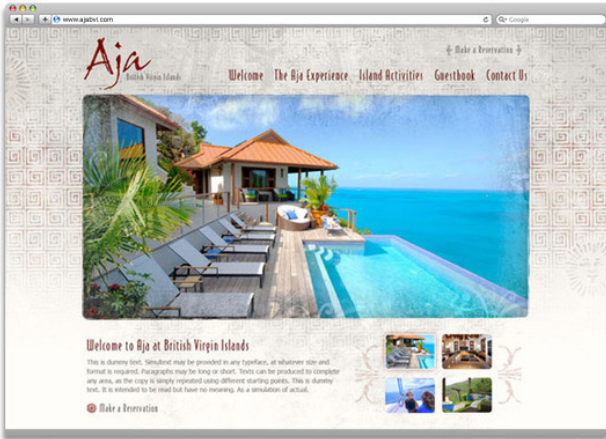 www.ajabvi.com
Google
Make a Reservation
Aja
British Virgin Islands
Welcome The Aja Experience Island Activities Guestbook Contact Us
Welcome to Aja at British Virgin Islands
This is dummy text. Simultext may be provided in any typeface, at whatever size and
format is required. Paragraphs may be long or short. Texts can be produced to complete
any area, as the copy is simply repeated using different starting points. This is dummy
text. It is intended to be read but have no meaning. As a simulation of actual.
Make a Reservation